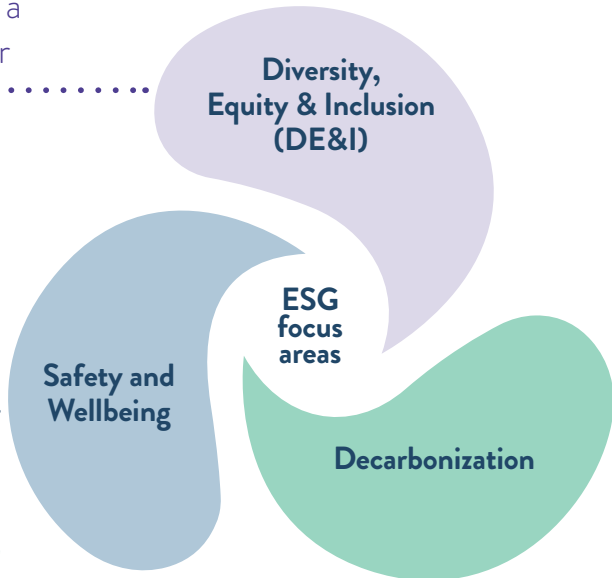 a
r
Diversity,
Equity & Inclusion
(DE&I)
ESG
focus
areas
Safety and
Wellbeing
Decarbonization